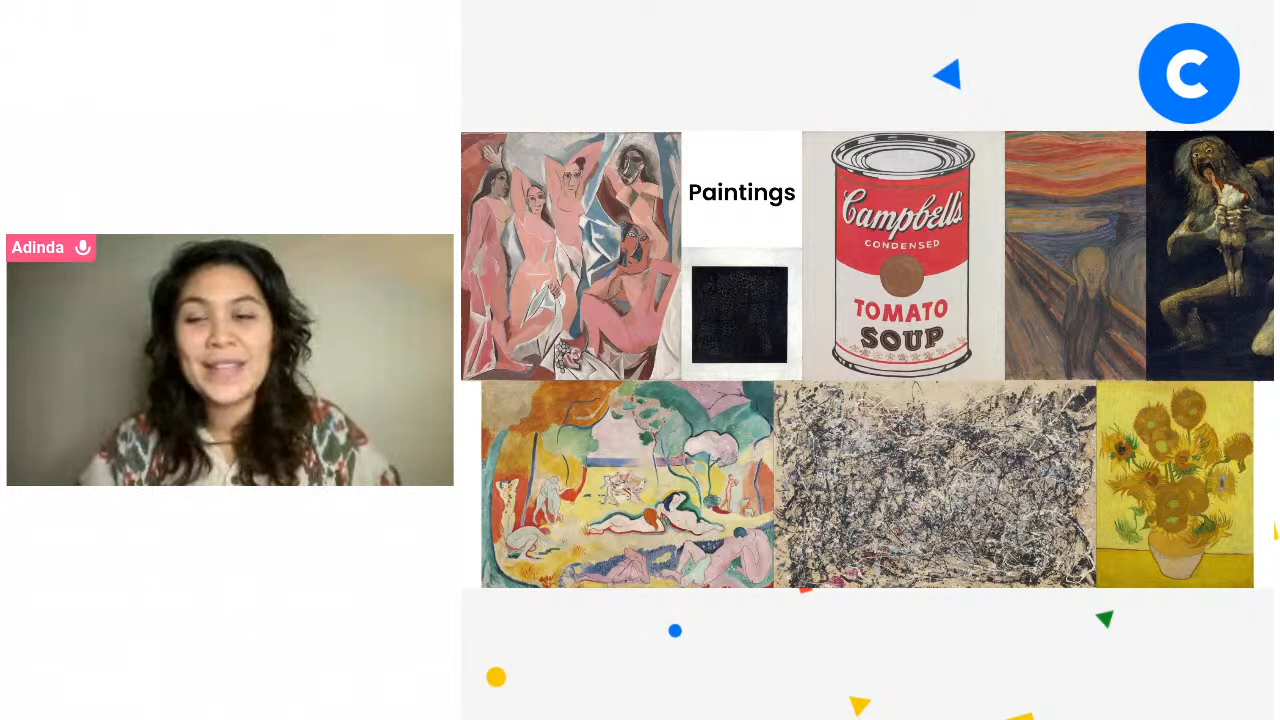 Adinda
C
Paintings
Campbell's
CONDENSED
TOMATO
SOUP